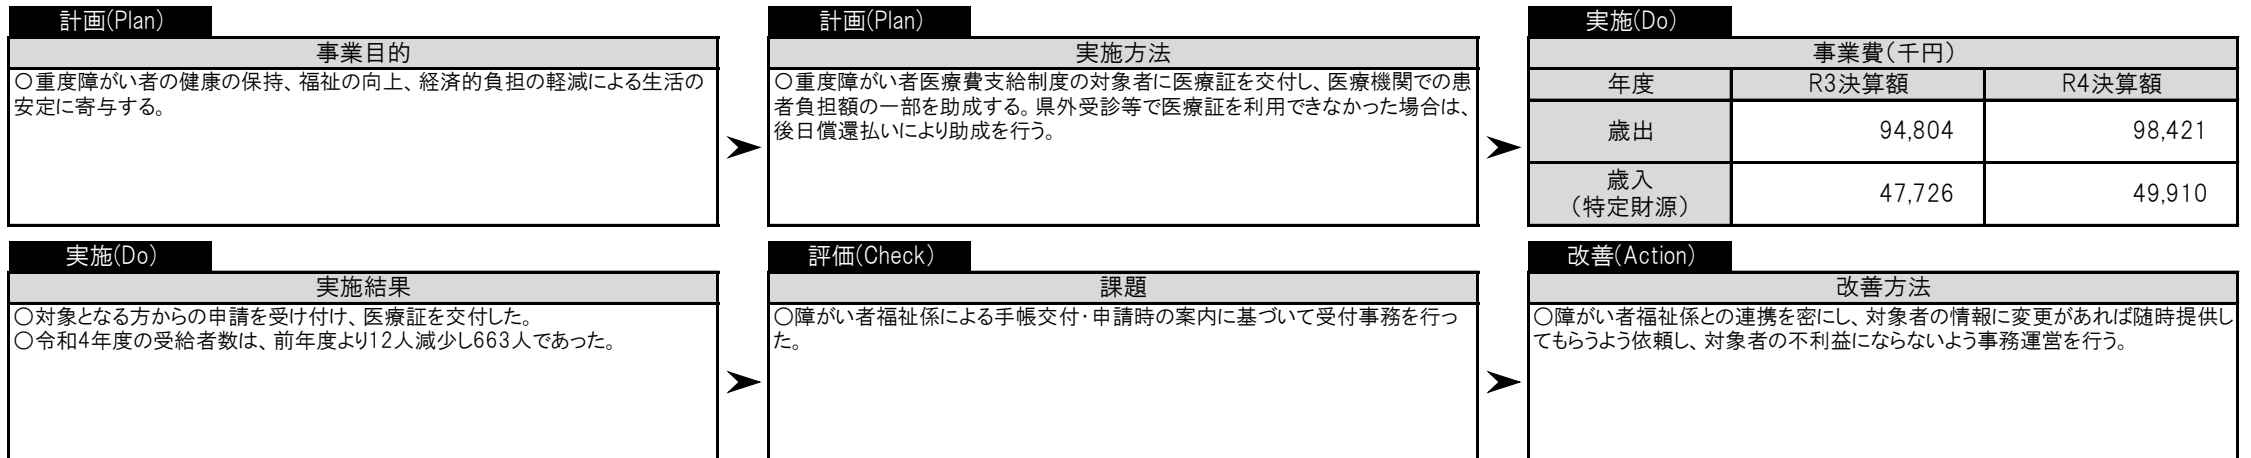 計画(Plan)
事業目的
○重度障がい者の健康の保持、福祉の向上、経済的負担の軽減による生活の
安定に寄与する。
計画(Plan)
実施方法
○重度障がい者医療費支給制度の対象者に医療証を交付し、医療機関での患
者負担額の一部を助成する。県外受診等で医療証を利用できなかった場合は、
後日償還払いにより助成を行う。
実施(Do)
事業費(千円)
年度 R3決算額 R4決算額
歳出 94,804 98,421
歳入
(特定財源) 47,726 49,910
実施(Do)
実施結果
○対象となる方からの申請を受け付け、医療証を交付した。
○令和4年度の受給者数は、前年度より12人減少し663人であった。
評価(Check)
課題
○障がい者福祉係による手帳交付・申請時の案内に基づいて受付事務を行っ
た。
改善(Action)
改善方法
○障がい者福祉係との連携を密にし、対象者の情報に変更があれば随時提供し
てもらうよう依頼し、対象者の不利益にならないよう事務運営を行う。